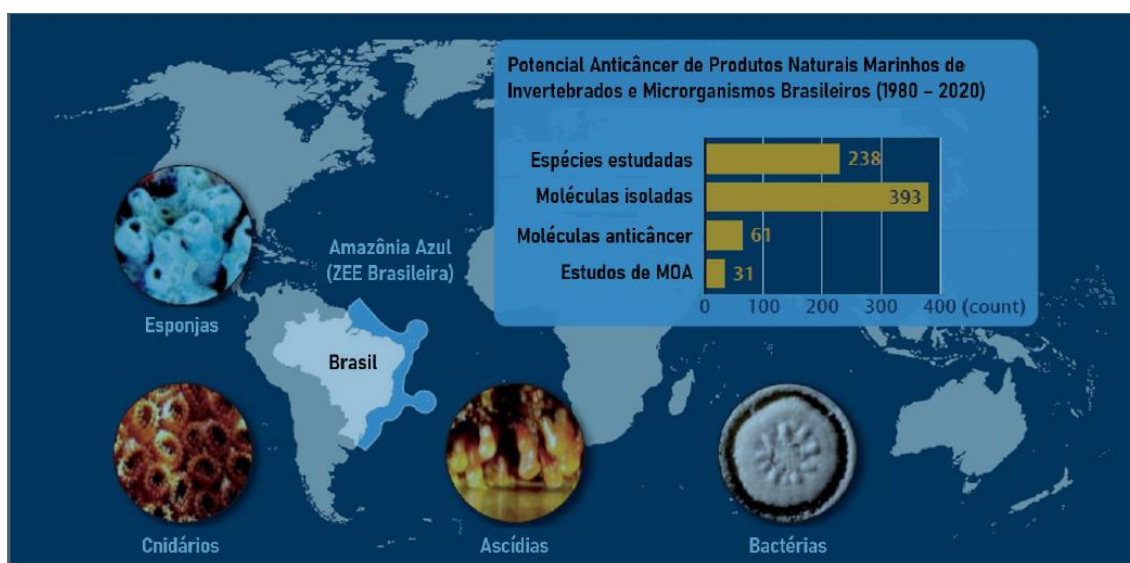 Potencial Anticâncer de Produtos Naturais Marinhos de
Invertebrados e Microrganismos Brasileiros (1980 – 2020)
Espécies estudadas 238
Moléculas isoladas 393
Moléculas anticâncer 61
Estudos de MOA 31
0 100 200 300 400 (count)
Amazônia Azul
(ZEE Brasileira)
Esponjas
Brasil
Cnidários
Ascídias
Bactérias